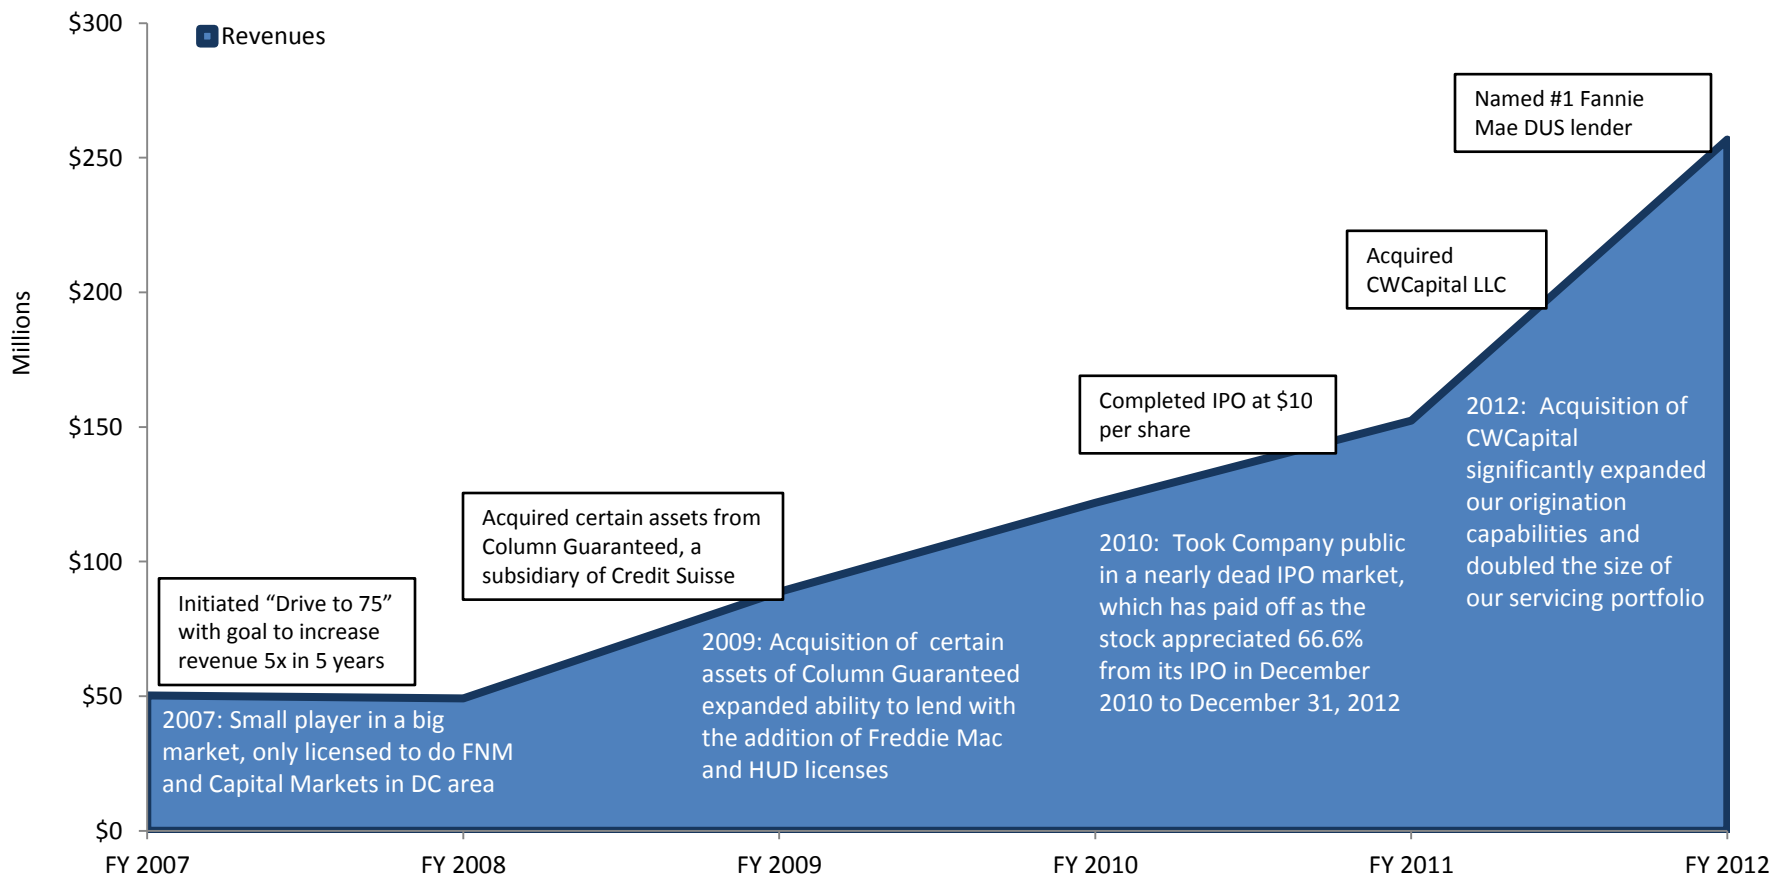 $300
Revenues
$250
$200
$150
$100
$50
$0
Millions
Named #1 Fannie
Mae DUS lender
Acquired
CWCapital LLC
Completed IPO at $10
per share
Acquired certain assets from
Column Guaranteed, a
subsidiary of Credit Suisse
Initiated “Drive to 75”
with goal to increase
revenue 5x in 5 years
2007: Small player in a big
market, only licensed to do FNM
and Capital Markets in DC area
2009: Acquisition of  certain
assets of Column Guaranteed
expanded ability to lend with
the addition of Freddie Mac
and HUD licenses
2010:  Took Company public
in a nearly dead IPO market,
which has paid off as the
stock appreciated 66.6%
from its IPO in December
2010 to December 31, 2012
2012:  Acquisition of
CWCapital
significantly expanded
our origination
capabilities  and
doubled the size of
our servicing portfolio
FY 2007
FY 2008
FY 2009
FY 2010
FY 2011
FY 2012